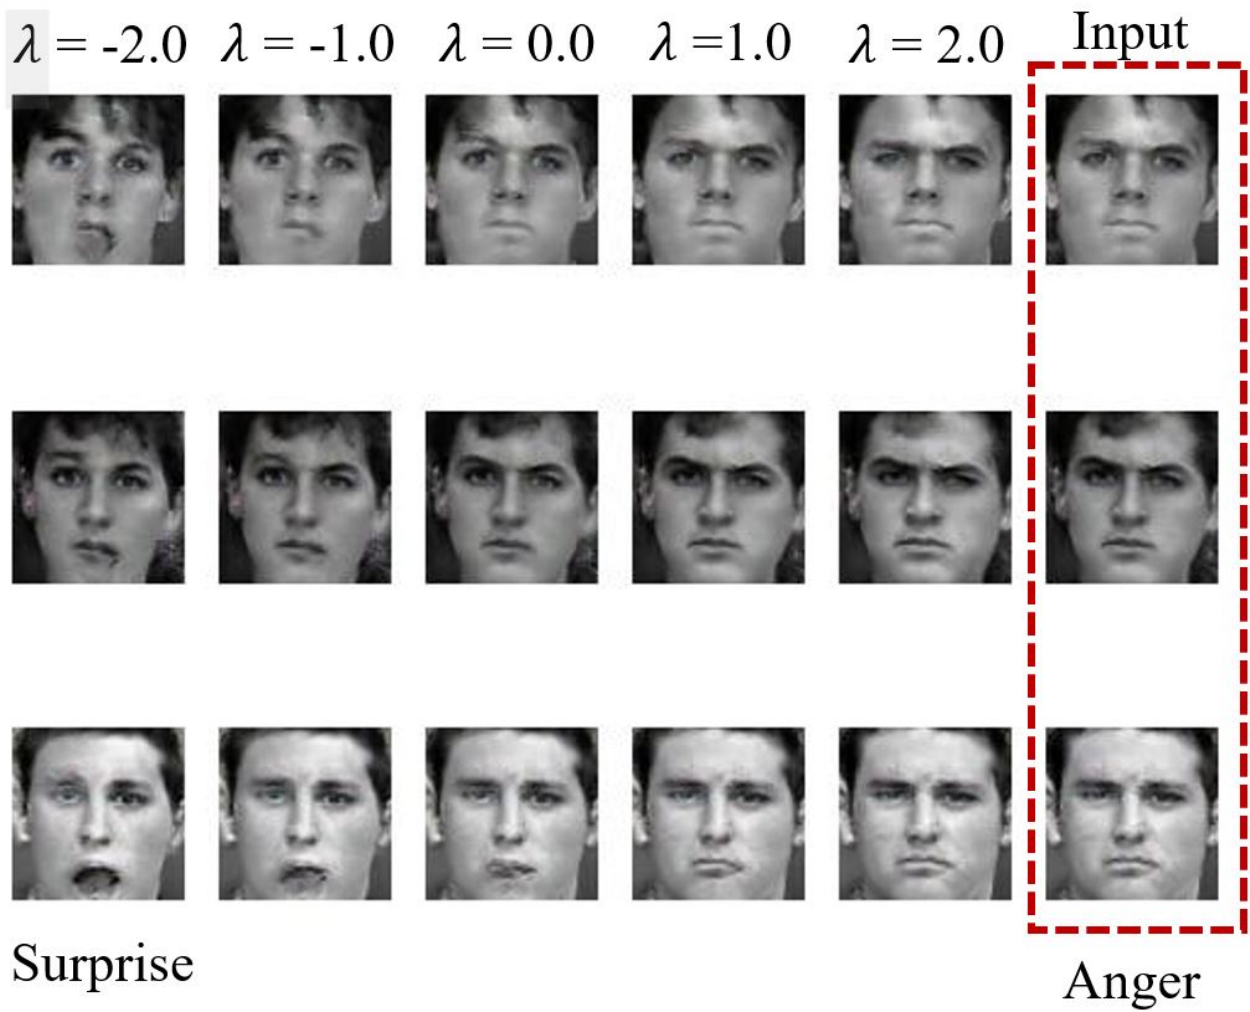 λ = -2.0 λ = -1.0 λ = 0.0 λ =1.0 λ = 2.0 Input
Surprise
Anger